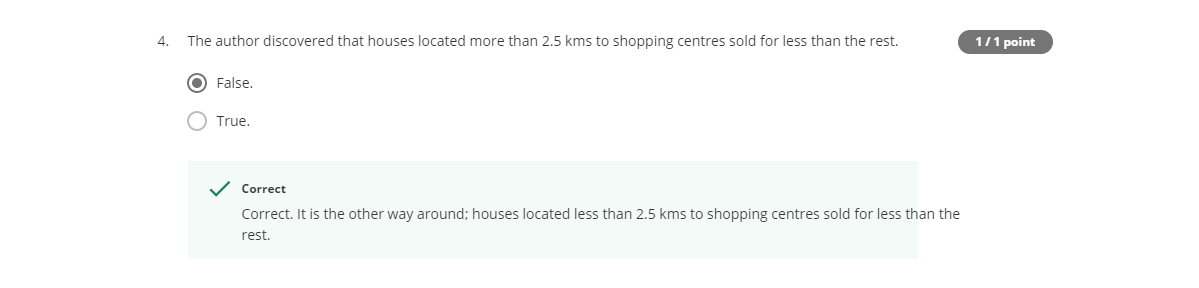 4. The author discovered that houses located more than 2.5 kms to shopping centres sold for less than the rest. 1 / 1 point
False.
True.
Correct
Correct. It is the other way around; houses located less than 2.5 kms to shopping centres sold for less than the
rest.